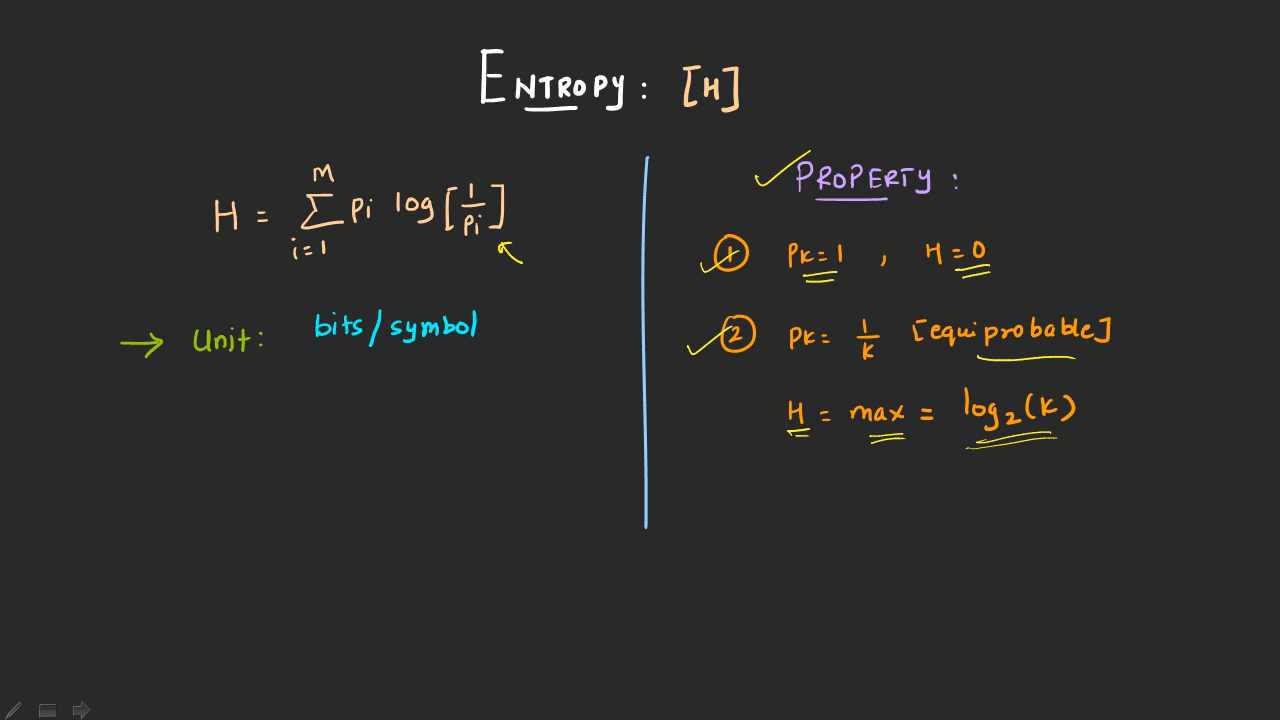 ENTROPY: [H]
H = M Σ i=1 Pi log[1/Pi]
→ Unit: bits/symbol
PROPERTY:
① PK=1 , H=0
② PK= 1/K [equiprobable]
H = max = log₂(K)